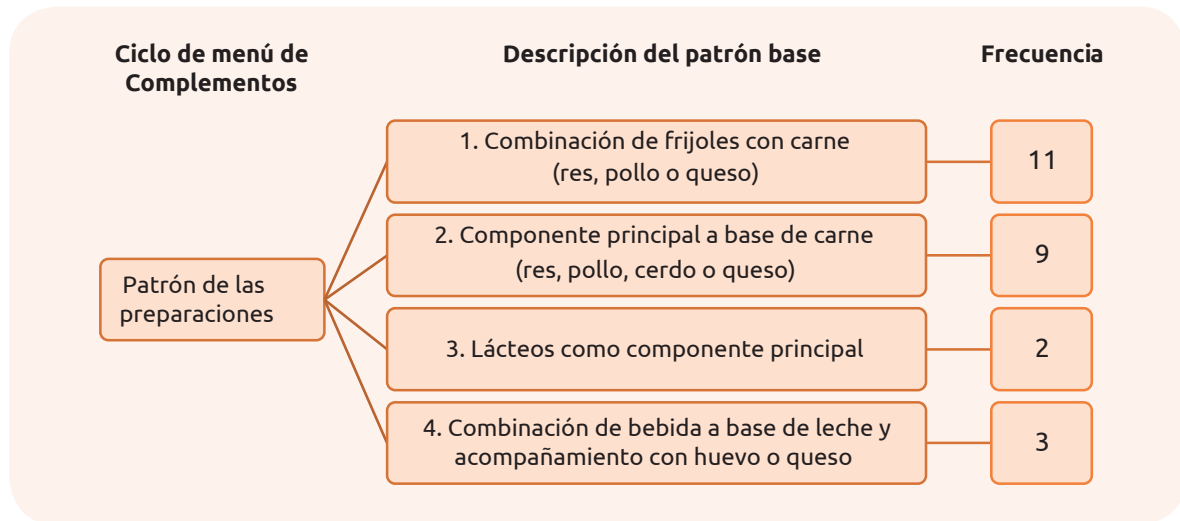 Ciclo de menú de
Complementos
Descripción del patrón base
Frecuencia
Patrón de las
preparaciones
1. Combinación de frijoles con carne
(res, pollo o queso)
11
2. Componente principal a base de carne
(res, pollo, cerdo o queso)
9
3. Lácteos como componente principal
2
4. Combinación de bebida a base de leche y
acompañamiento con huevo o queso
3